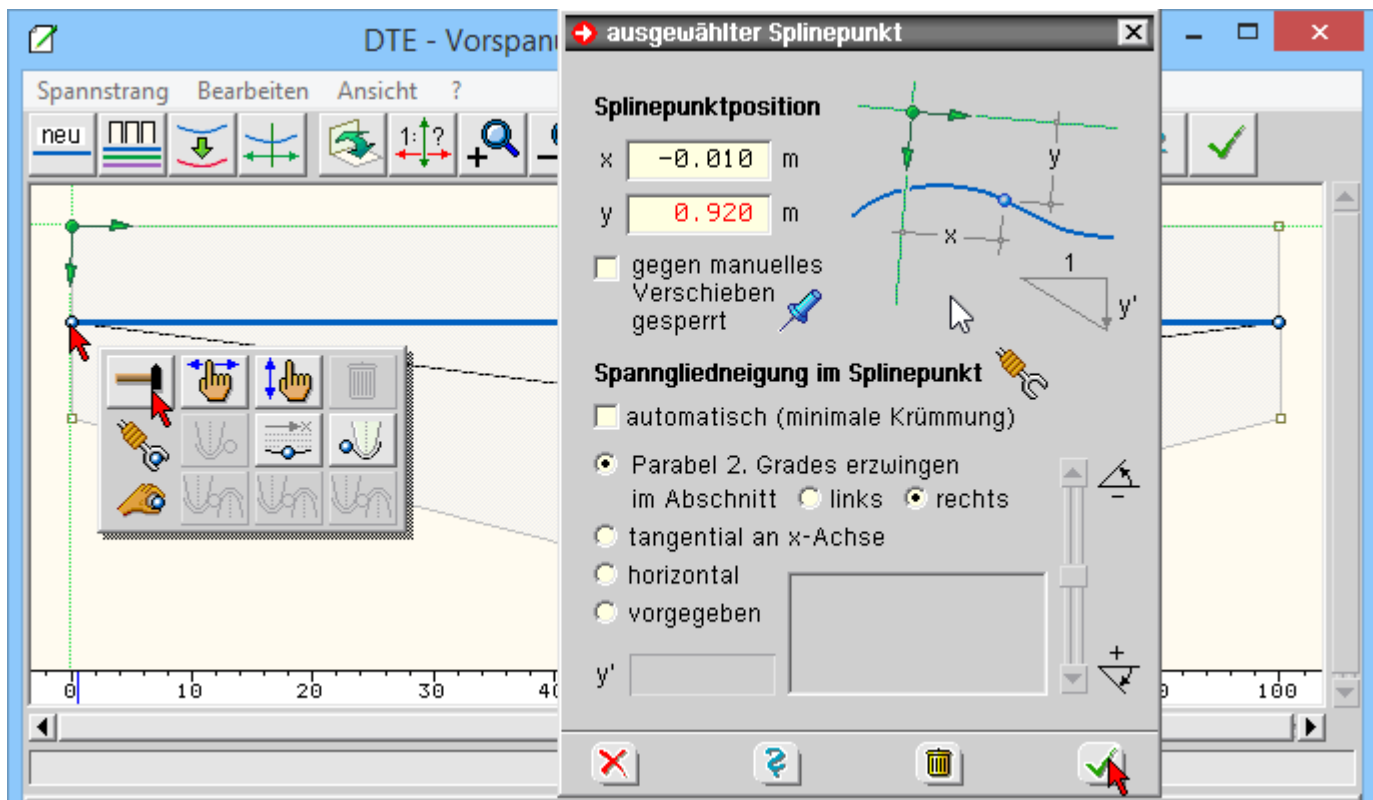 DTE - Vorspanu
ausgewählter Splinepunkt
Spannstrang Bearbeiten Ansicht ?
neu
1: ?
Splinepunktposition
x -0.010 m
y 0.920 m
gegen manuelles
Verschieben
gesperrt
y
x
1
y'
Spanngliedneigung im Splinepunkt
automatisch (minimale Krümmung)
Parabel 2. Grades erzwingen
im Abschnitt links rechts
tangential an x-Achse
horizontal
vorgegeben
y'
0 10 20 30 40 100